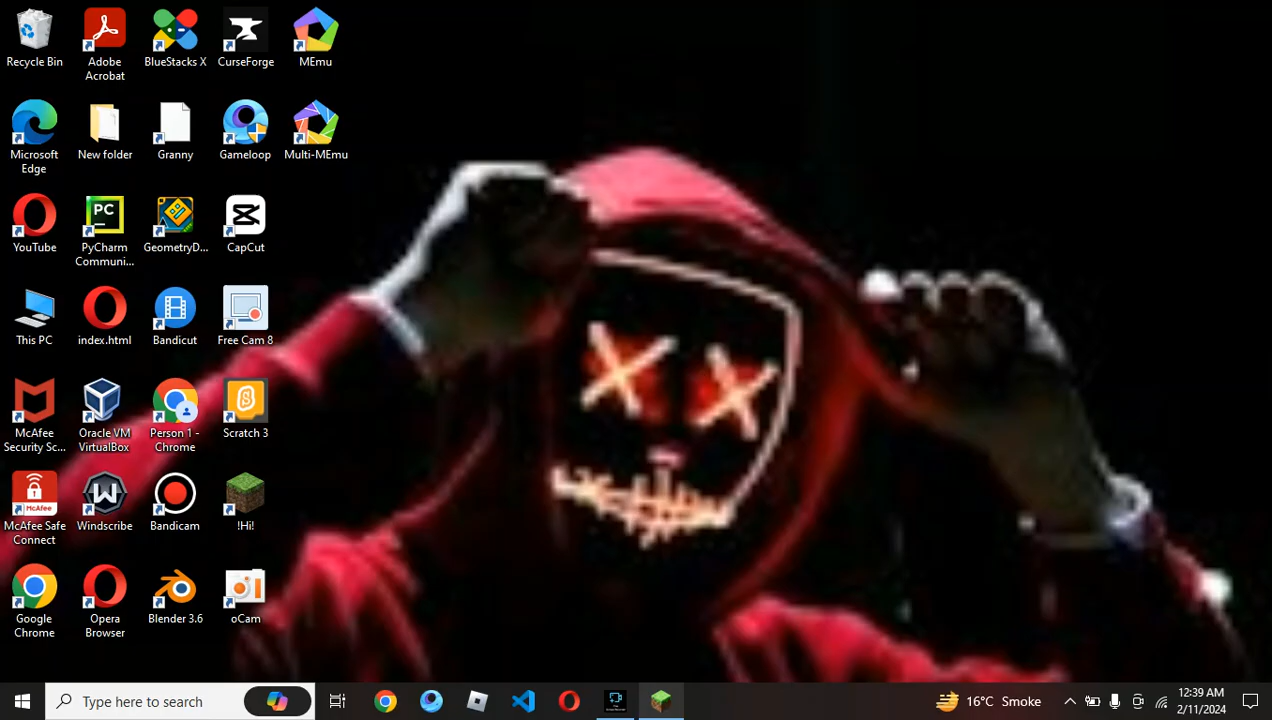 Recycle Bin
Adobe
Acrobat
BlueStacks X
CurseForge
MEmu
Microsoft
Edge
New folder
Granny
Gameloop
Multi-MEmu
YouTube
PC
PyCharm
Communi...
GeometryD...
CapCut
This PC
index.html
Bandicut
Free Cam 8
McAfee
Security Sc...
Oracle VM
VirtualBox
Person 1 -
Chrome
Scratch 3
McAfee
McAfee Safe
Connect
W
Windscribe
Bandicam
!Hi!
Google
Chrome
Opera
Browser
Blender 3.6
oCam
Type here to search
16°C Smoke
12:39 AM
2/11/2024